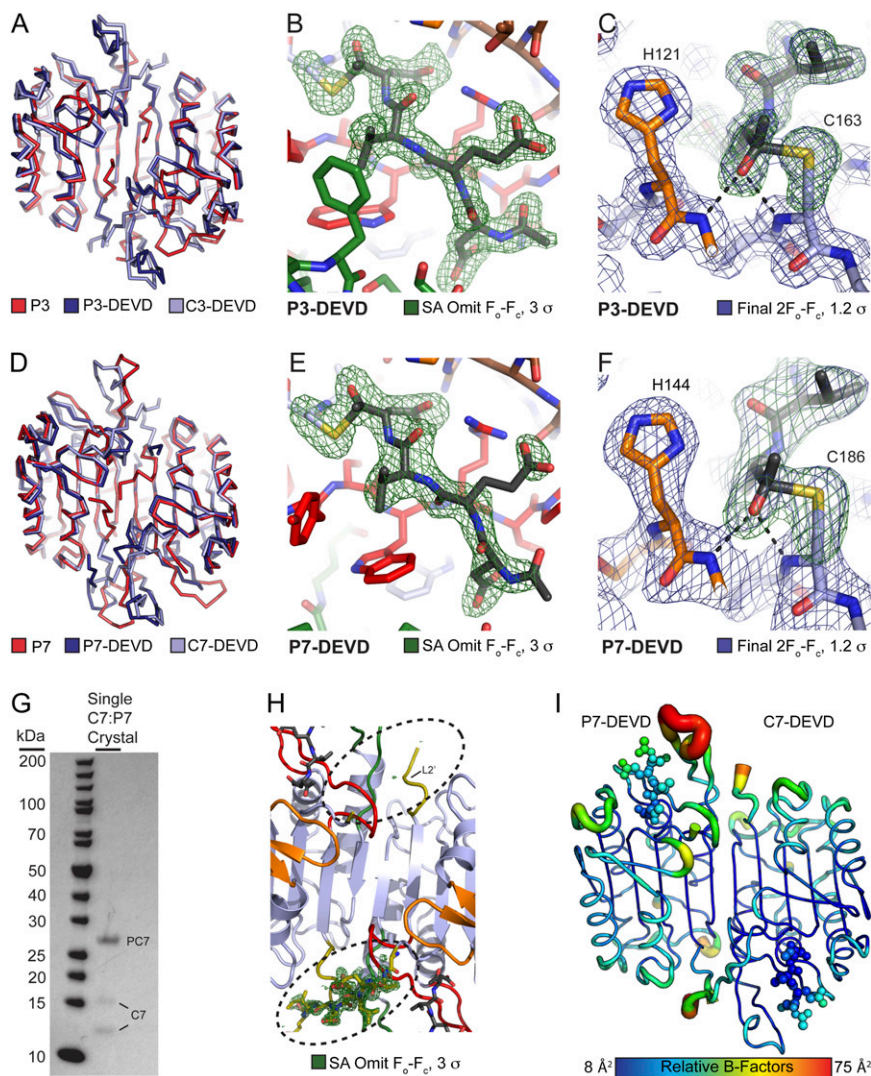 A
P3 P3-DEVD C3-DEVD
B
P3-DEVD SA Omit Fo-Fc, 3 σ
C
H121
C163
P3-DEVD Final 2Fo-Fc, 1.2 σ
D
P7 P7-DEVD C7-DEVD
E
P7-DEVD SA Omit Fo-Fc, 3 σ
F
H144
C186
P7-DEVD Final 2Fo-Fc, 1.2 σ
G
Single
C7:P7
Crystal
kDa
200
100
70
50
40
30
25
20
15
10
PC7
C7
H
L2'
SA Omit Fo-Fc, 3 σ
I
P7-DEVD C7-DEVD
8 Å² Relative B-Factors 75 Å²